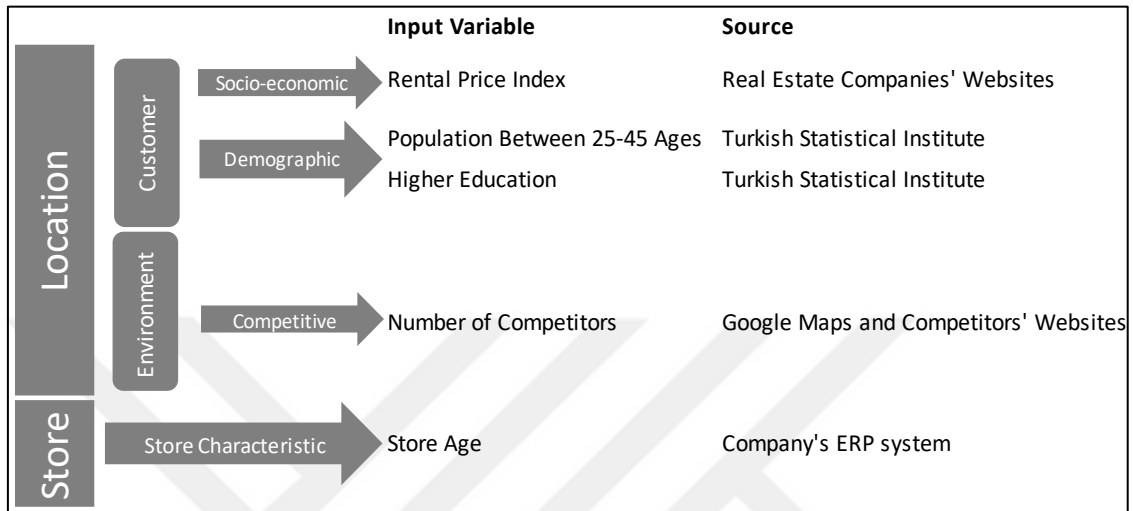 Input Variable Source
Location
Customer
Socio-economic Rental Price Index Real Estate Companies' Websites
Demographic Population Between 25-45 Ages Turkish Statistical Institute
Higher Education Turkish Statistical Institute
Environment
Competitive Number of Competitors Google Maps and Competitors' Websites
Store
Store Characteristic Store Age Company's ERP system